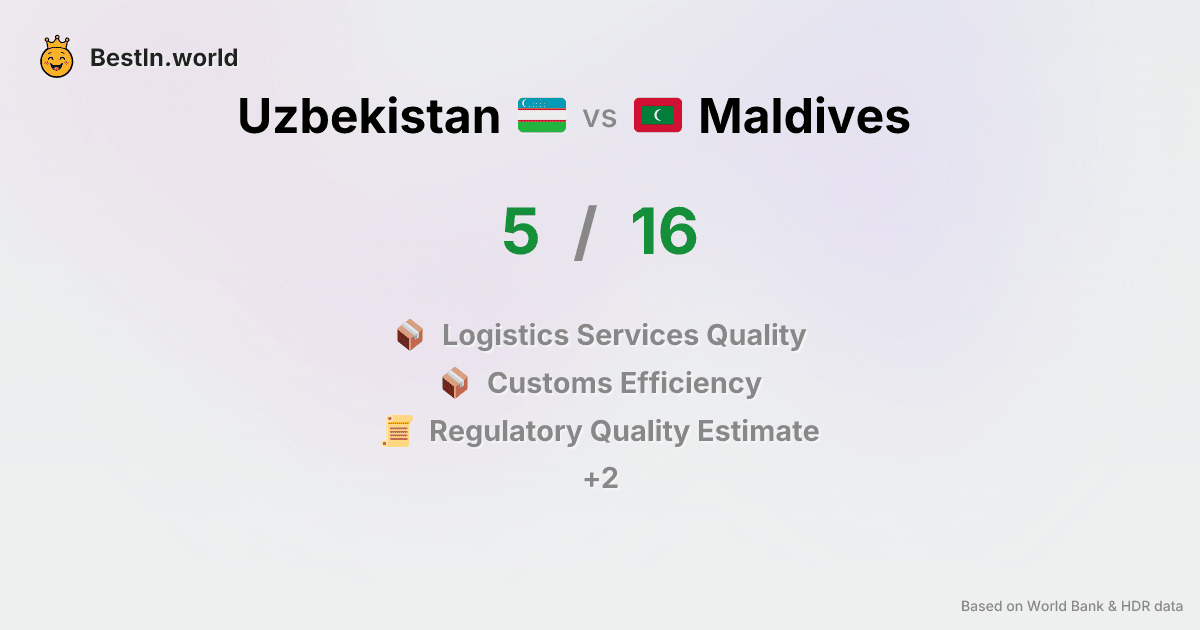 BestIn.world
Uzbekistan vs Maldives
5 / 16
Logistics Services Quality
Customs Efficiency
Regulatory Quality Estimate
+2
Based on World Bank & HDR data